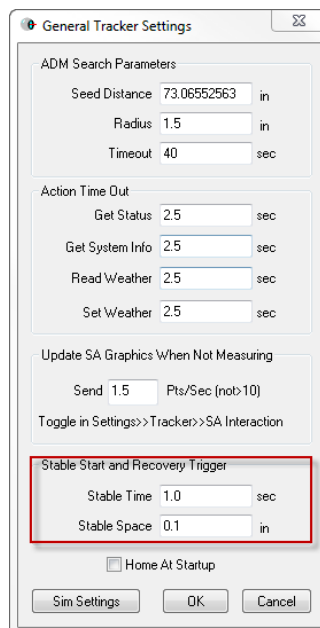 General Tracker Settings
ADM Search Parameters
Seed Distance 73.06552563 in
Radius 1.5 in
Timeout 40 sec
Action Time Out
Get Status 2.5 sec
Get System Info 2.5 sec
Read Weather 2.5 sec
Set Weather 2.5 sec
Update SA Graphics When Not Measuring
Send 1.5 Pts/Sec (not>10)
Toggle in Settings>>Tracker>>SA Interaction
Stable Start and Recovery Trigger
Stable Time 1.0 sec
Stable Space 0.1 in
Home At Startup
Sim Settings OK Cancel